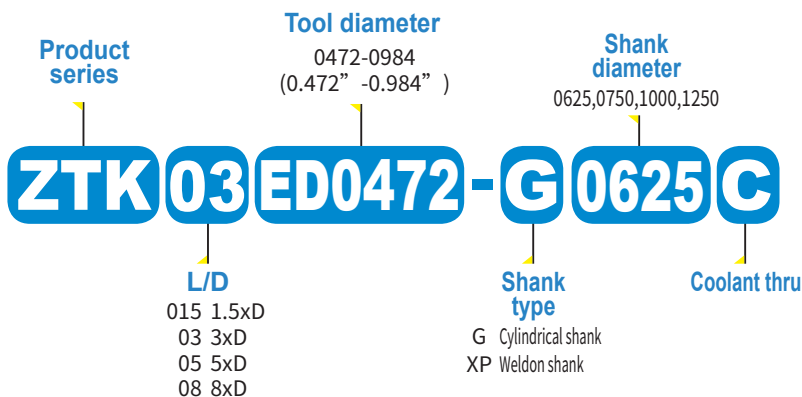 Tool diameter
0472-0984
(0.472” -0.984” )
Product
series
Shank
diameter
0625,0750,1000,1250
ZTK 03 ED0472 - G 0625 C
L/D
015 1.5xD
03 3xD
05 5xD
08 8xD
Shank
type
G Cylindrical shank
XP Weldon shank
Coolant thru